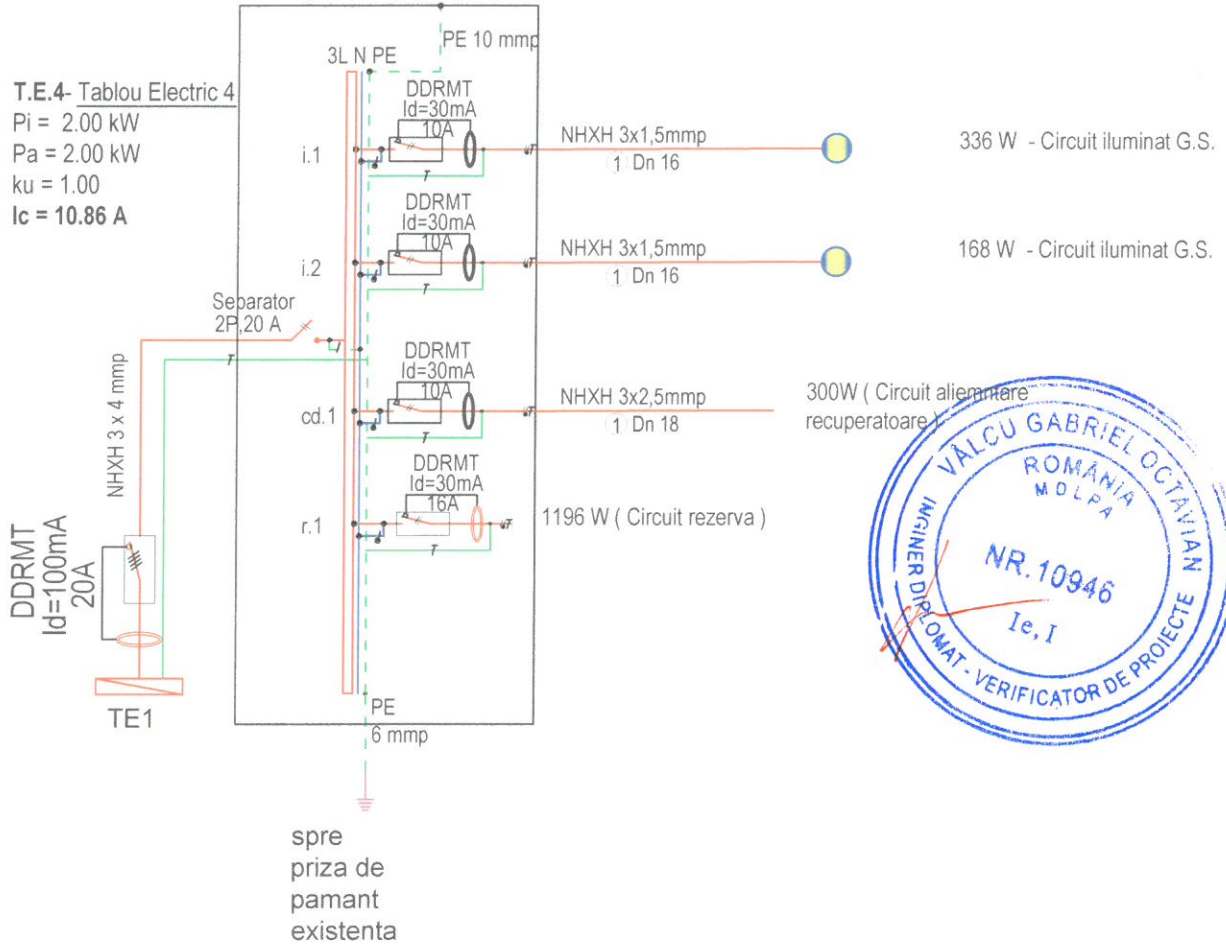 PE 10 mmp
3L N PE
T.E.4- Tablou Electric 4
Pi = 2.00 kW
Pa = 2.00 kW
ku = 1.00
Ic = 10.86 A
DDRMT
Id=30mA
10A
i.1
NHXH 3x1,5mmp
1 Dn 16
336 W - Circuit iluminat G.S.
DDRMT
Id=30mA
10A
i.2
NHXH 3x1,5mmp
1 Dn 16
168 W - Circuit iluminat G.S.
Separator
2P,20 A
NHXH 3 x 4 mmp
DDRMT
Id=30mA
10A
cd.1
NHXH 3x2,5mmp
1 Dn 18
300W ( Circuit aliemntare
recuperatoare )
DDRMT
Id=30mA
16A
r.1
1196 W ( Circuit rezerva )
DDRMT
Id=100mA
20A
TE1
PE
6 mmp
spre
priza de
pamant
existenta
VÂLCU GABRIEL OCTAVIAN
INGINER DIPLOMAT - VERIFICATOR DE PROIECTE
ROMÂNIA
MDLPA
NR.10946
Ie, I